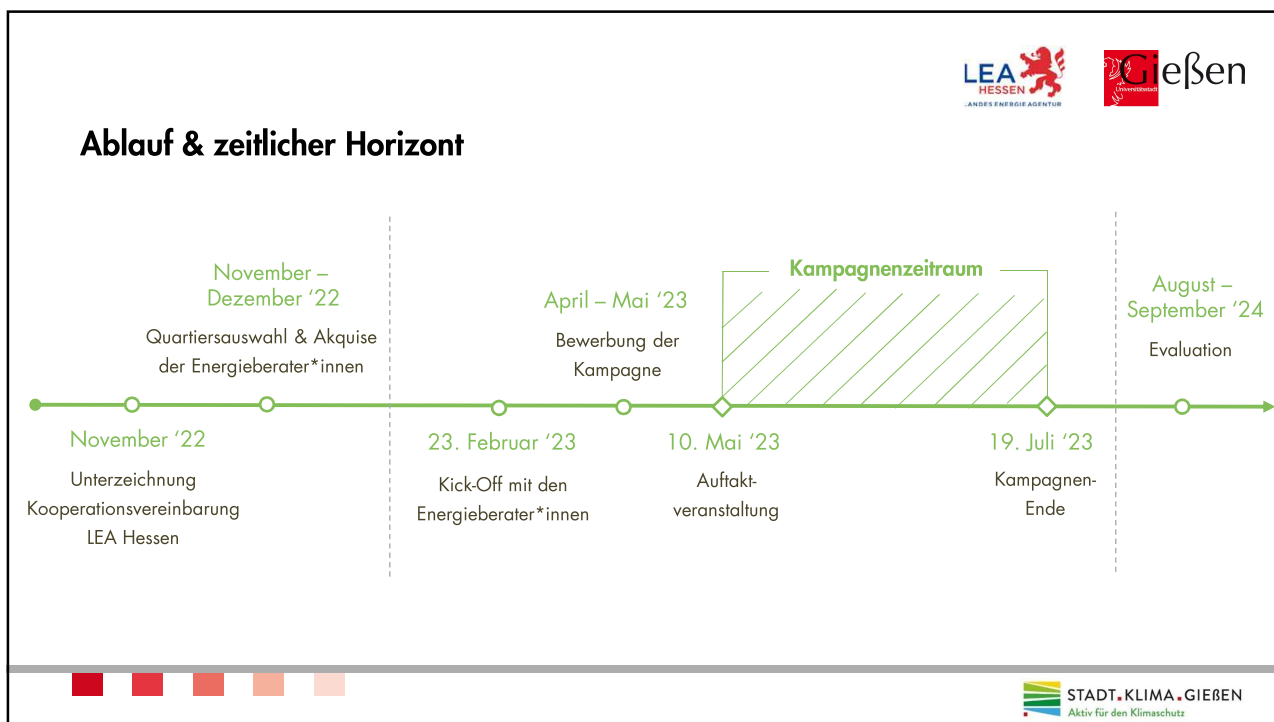 LEA
HESSEN
LANDES ENERGIE AGENTUR
Gießen
Universitätsstadt
Ablauf & zeitlicher Horizont
November –
Dezember ‘22
Quartiersauswahl & Akquise
der Energieberater*innen
April – Mai ‘23
Bewerbung der
Kampagne
Kampagnenzeitraum
August –
September ‘24
Evaluation
November ‘22
Unterzeichnung
Kooperationsvereinbarung
LEA Hessen
23. Februar ‘23
Kick-Off mit den
Energieberater*innen
10. Mai ‘23
Auftakt-
veranstaltung
19. Juli ‘23
Kampagnen-
Ende
STADT.KLIMA.GIEßEN
Aktiv für den Klimaschutz